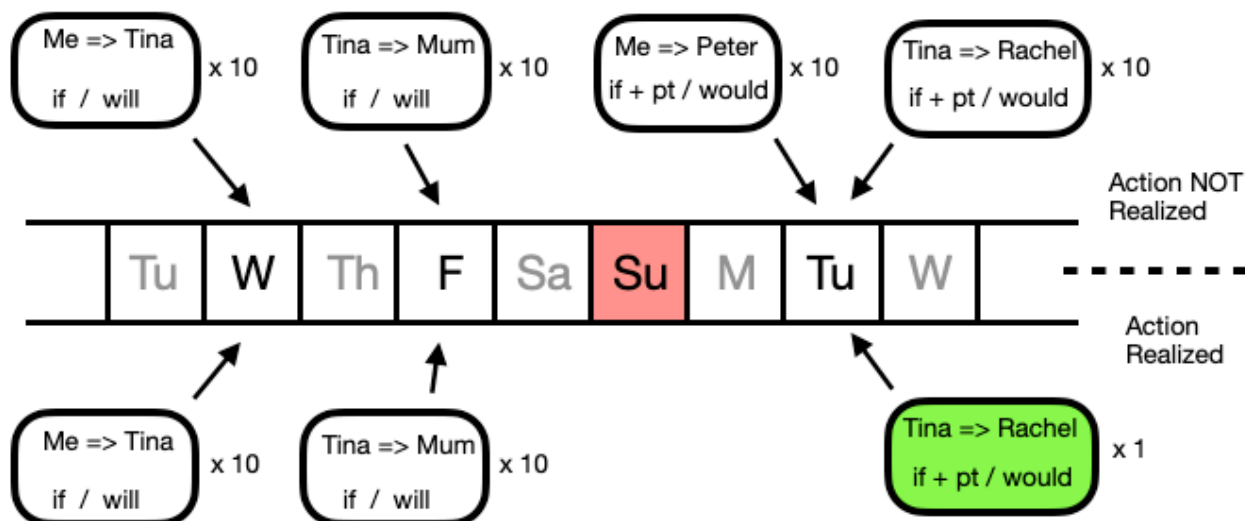 Me => Tina
if / will
x 10
Tina => Mum
if / will
x 10
Me => Peter
if + pt / would
x 10
Tina => Rachel
if + pt / would
x 10
Action NOT
Realized
Tu W Th F Sa Su M Tu W
Action
Realized
Me => Tina
if / will
x 10
Tina => Mum
if / will
x 10
Tina => Rachel
if + pt / would
x 1